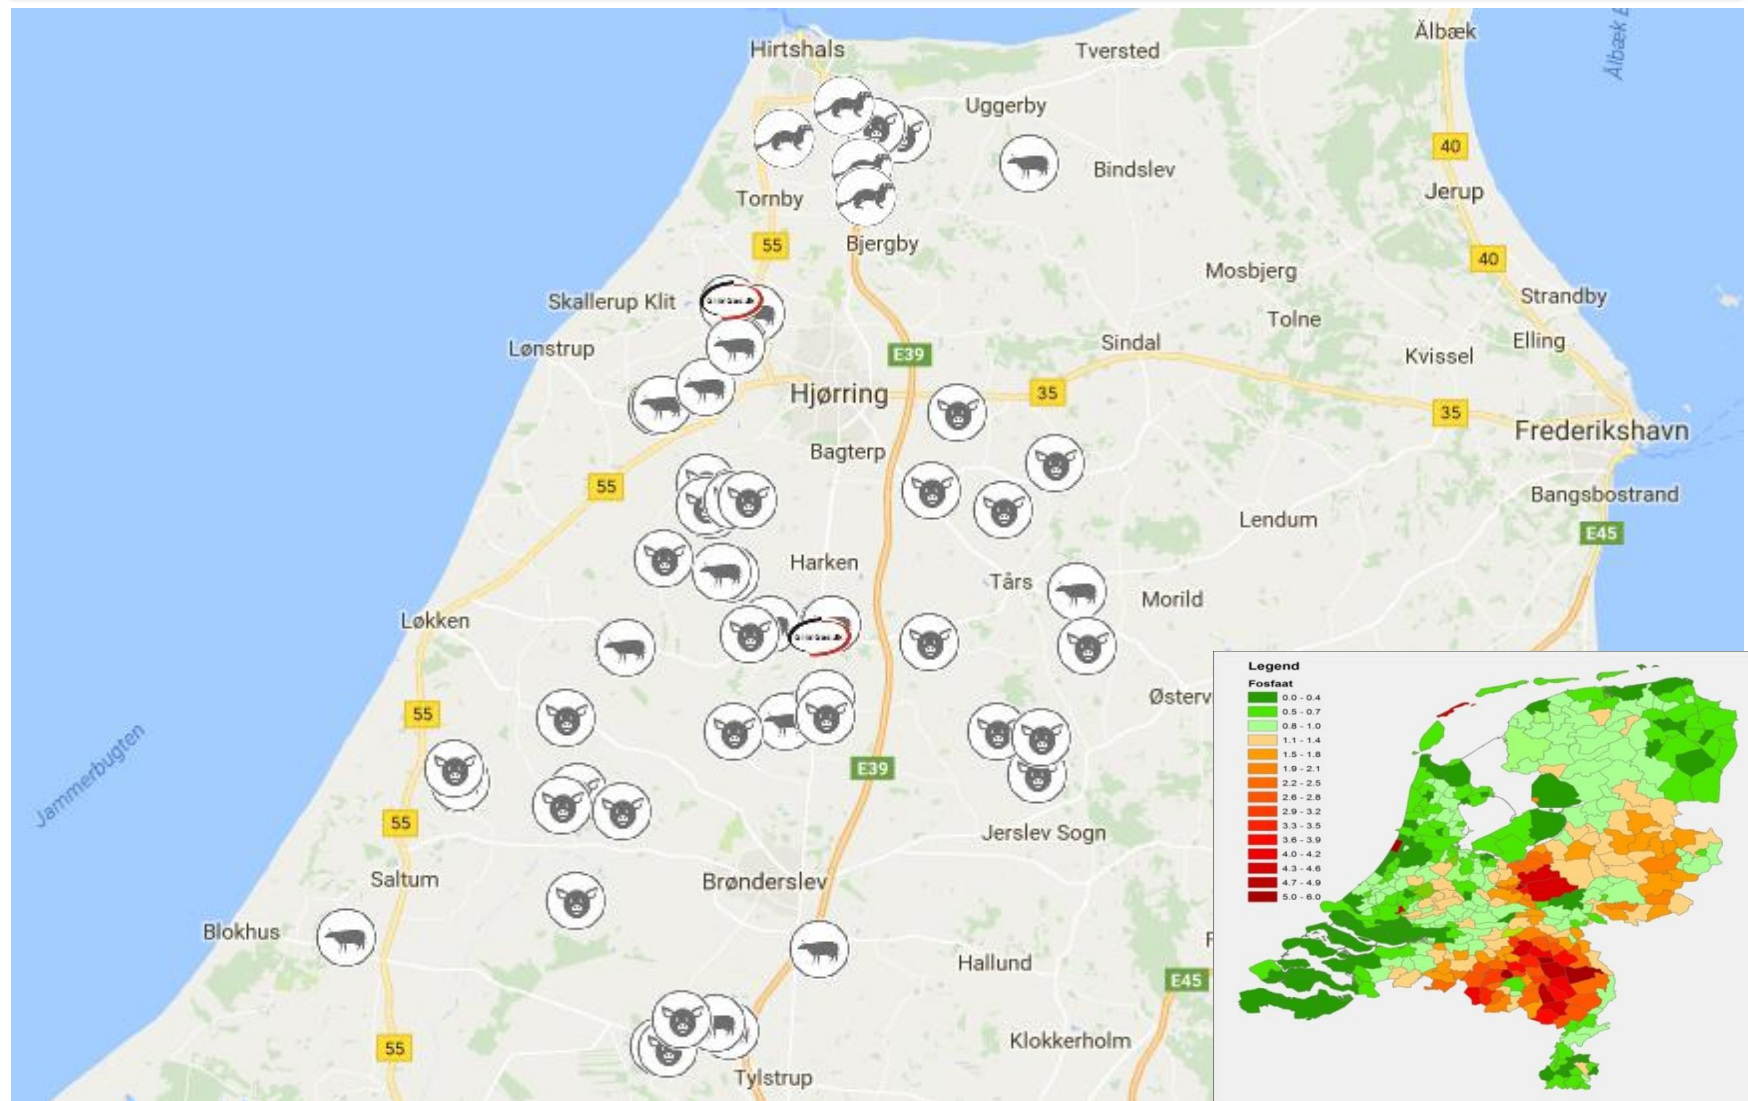 Hirtshals
Tversted
Ålbæk
Ålbæk B
Uggerby
40
Bindslev
Jerup
Tornby
55
Bjergby
40
Mosbjerg
Strandby
Skallerup Klit
Tolne
Elling
Lønstrup
E39
Sindal
Kvissel
Hjørring
35
35
Frederikshavn
Bagterp
55
Bangsbostrand
Lendum
E45
Harken
Tårs
Morild
Løkken
Østerv
55
Jammerbugten
E39
55
Jerslev Sogn
Saltum
Brønderslev
Blokhus
Hallund
F
E45
Klokkerholm
55
Tylstrup
Legend
Fosfaat
0.0 - 0.4
0.5 - 0.7
0.8 - 1.0
1.1 - 1.4
1.5 - 1.8
1.9 - 2.1
2.2 - 2.5
2.6 - 2.8
2.9 - 3.2
3.3 - 3.5
3.6 - 3.9
4.0 - 4.2
4.3 - 4.6
4.7 - 4.9
5.0 - 6.0